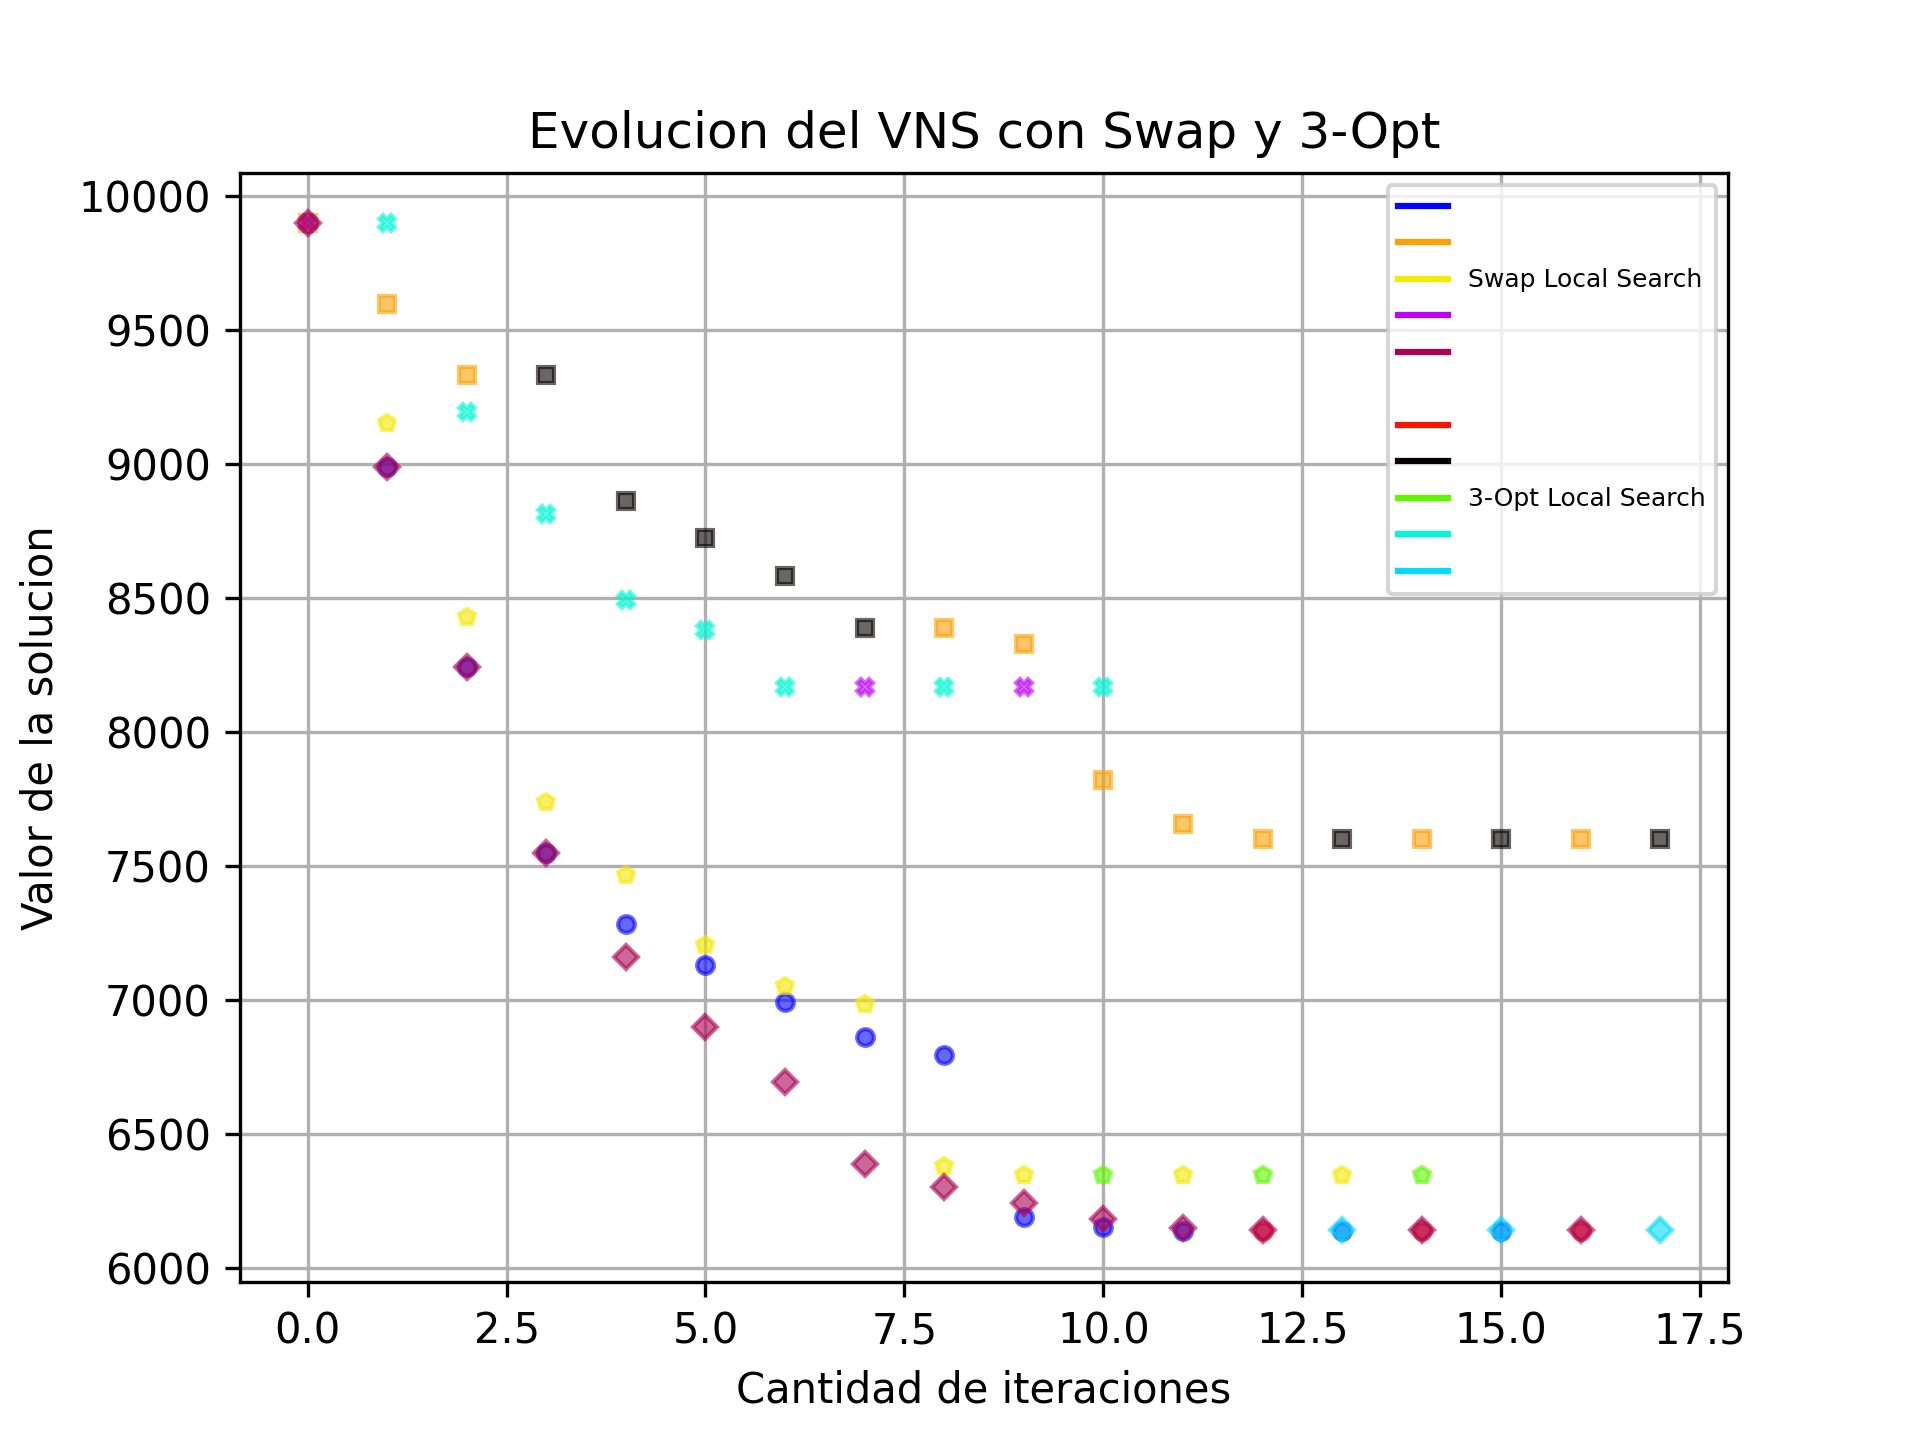 Evolucion del VNS con Swap y 3-Opt
10000
9500
9000
8500
8000
7500
7000
6500
6000
Valor de la solucion
Swap Local Search
3-Opt Local Search
0.0 2.5 5.0 7.5 10.0 12.5 15.0 17.5
Cantidad de iteraciones